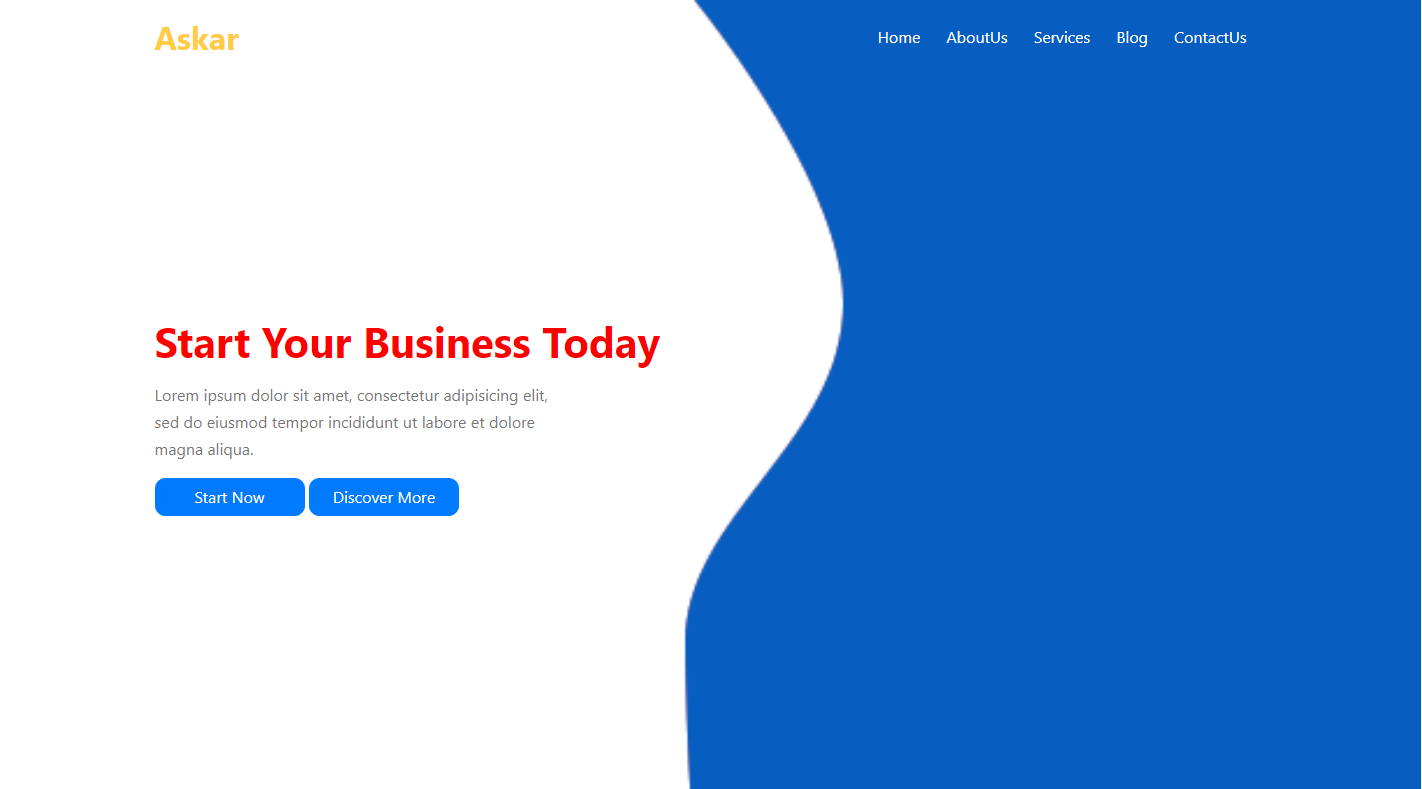 Askar
Home AboutUs Services Blog ContactUs
Start Your Business Today
Lorem ipsum dolor sit amet, consectetur adipisicing elit,
sed do eiusmod tempor incididunt ut labore et dolore
magna aliqua.
Start Now Discover More